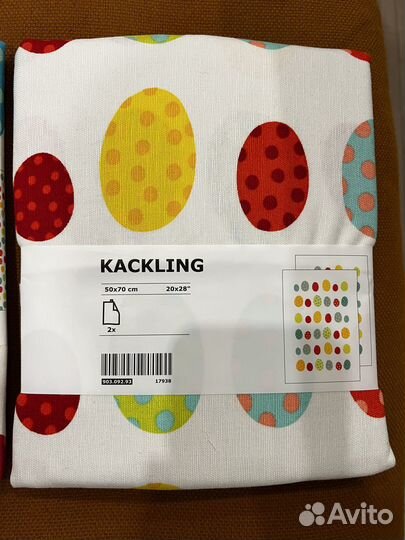 KACKLING
50x70 cm 20x28"
2x
903.092.93 17938
Avito